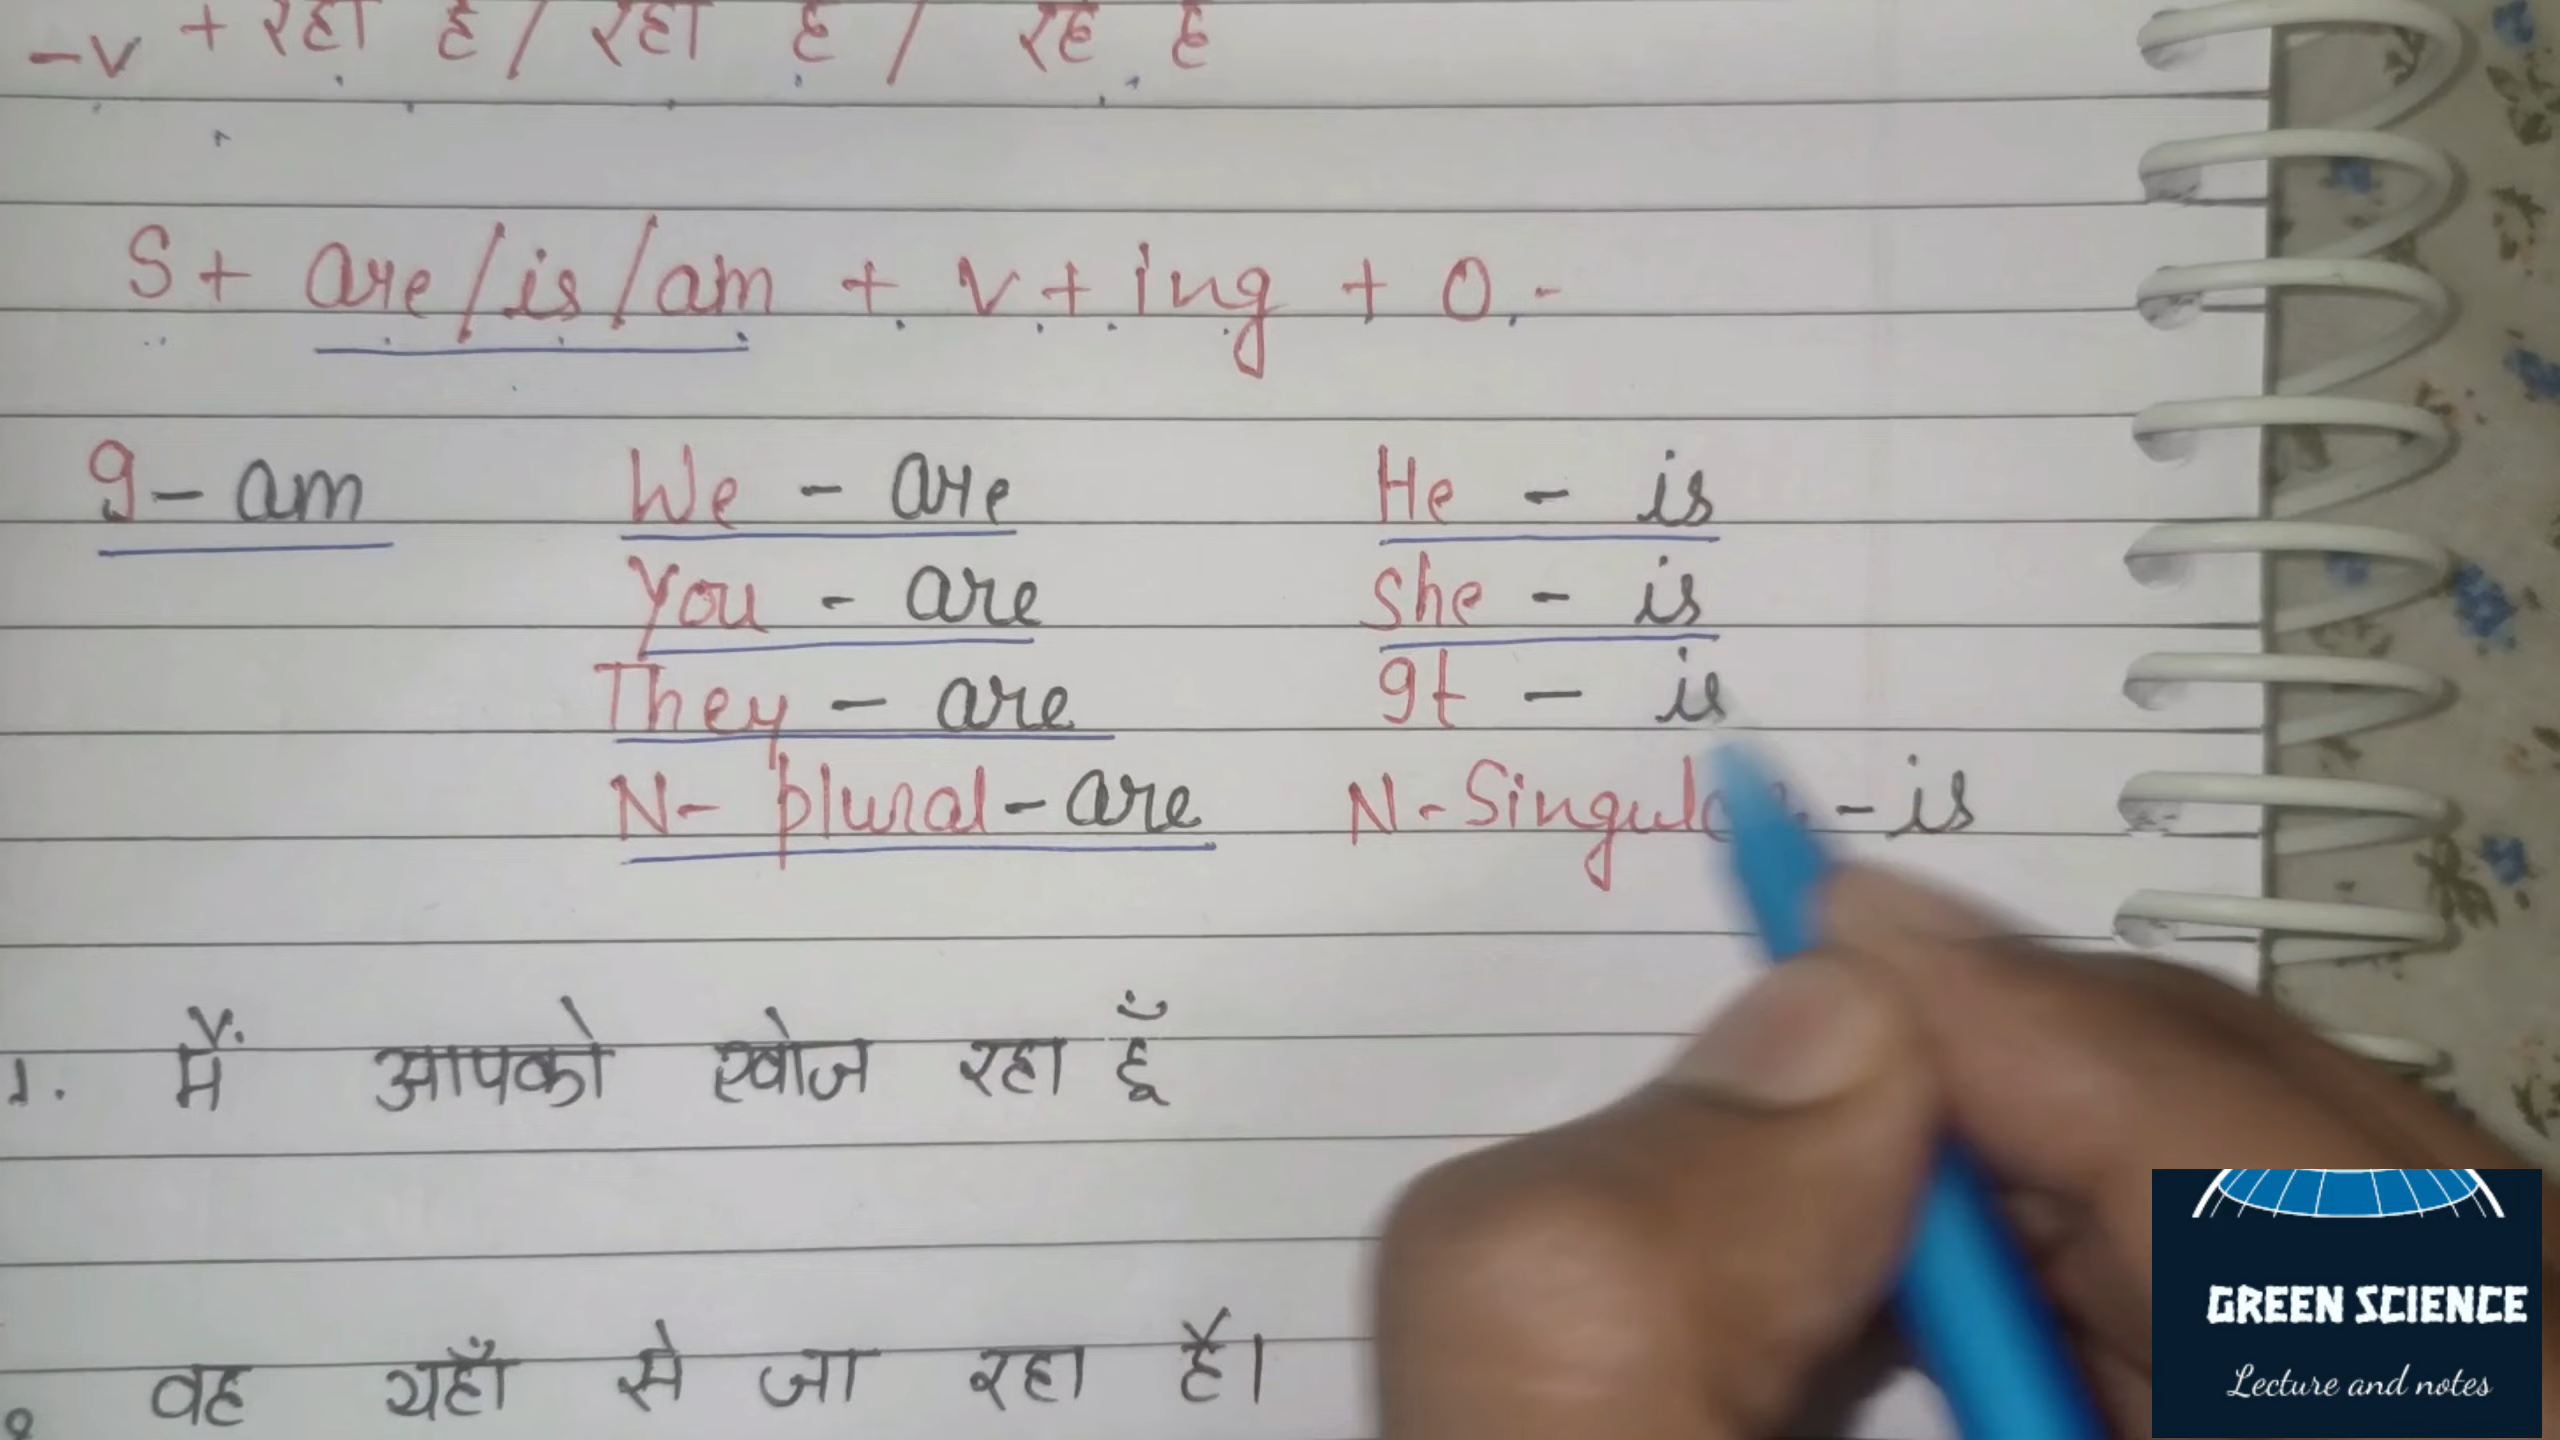 -v + रहा है / रहा है / रहे है
S + are/is/am + v + ing + O.-
I - am We - are He - is
You - are She - is
They - are It - is
N - plural - are N - Singular - is
1. मैं आपको खोज रहा हूँ
वह यहाँ से जा रहा है।
GREEN SCIENCE
Lecture and notes